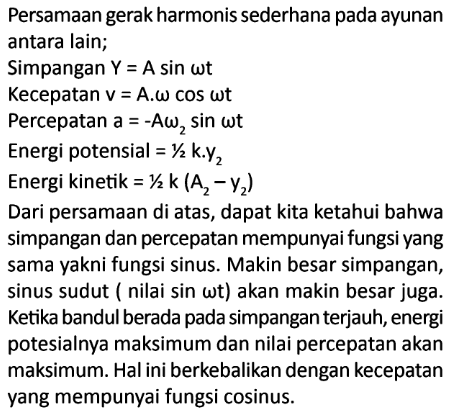 Persamaan gerak harmonis sederhana pada ayunan
antara lain;
Simpangan Y = A sin ωt
Kecepatan v = A.ω cos ωt
Percepatan a = -Aω₂ sin ωt
Energi potensial = ½ k.y₂
Energi kinetik = ½ k (A₂ – y₂)
Dari persamaan di atas, dapat kita ketahui bahwa
simpangan dan percepatan mempunyai fungsi yang
sama yakni fungsi sinus. Makin besar simpangan,
sinus sudut ( nilai sin ωt) akan makin besar juga.
Ketika bandul berada pada simpangan terjauh, energi
potesialnya maksimum dan nilai percepatan akan
maksimum. Hal ini berkebalikan dengan kecepatan
yang mempunyai fungsi cosinus.